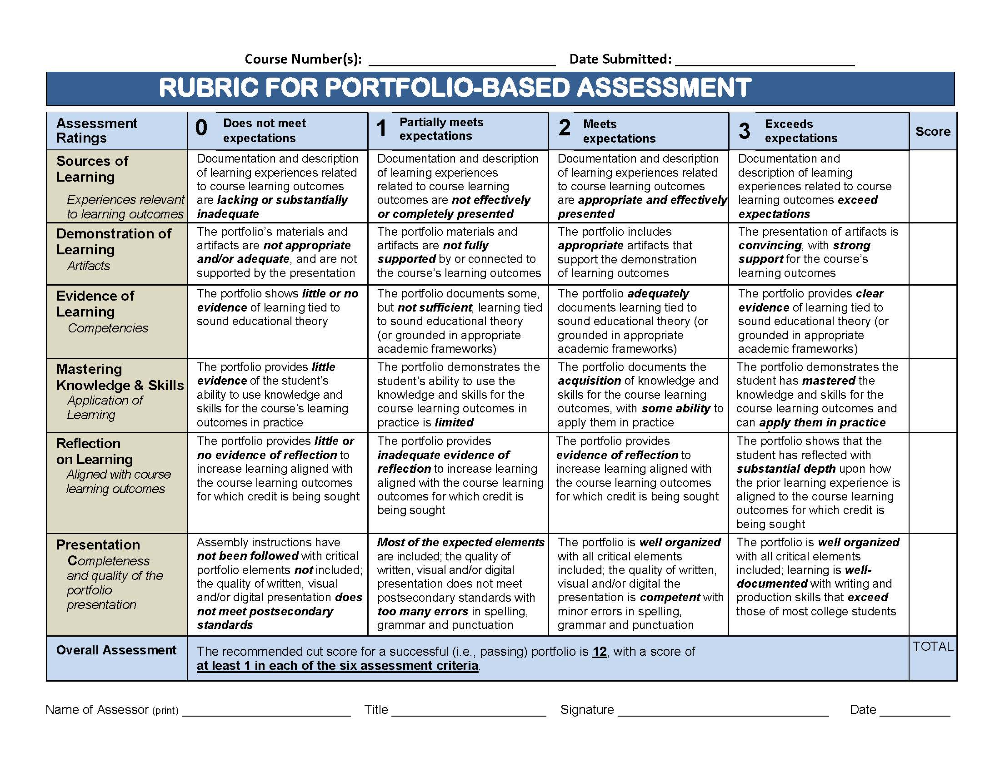 Course Number(s): ____________________ Date Submitted: ____________________
RUBRIC FOR PORTFOLIO-BASED ASSESSMENT
Assessment
Ratings
0 Does not meet
expectations
1 Partially meets
expectations
2 Meets
expectations
3 Exceeds
expectations
Score
Sources of
Learning
Experiences relevant
to learning outcomes
Documentation and description
of learning experiences related
to course learning outcomes
are lacking or substantially
inadequate
Documentation and description
of learning experiences
related to course learning
outcomes are not effectively
or completely presented
Documentation and description
of learning experiences related
to course learning outcomes
are appropriate and effectively
presented
Documentation and
description of learning
experiences related to course
learning outcomes exceed
expectations
Demonstration of
Learning
Artifacts
The portfolio’s materials and
artifacts are not appropriate
and/or adequate, and are not
supported by the presentation
The portfolio materials and
artifacts are not fully
supported by or connected to
the course’s learning outcomes
The portfolio includes
appropriate artifacts that
support the demonstration
of learning outcomes
The presentation of artifacts is
convincing, with strong
support for the course’s
learning outcomes
Evidence of
Learning
Competencies
The portfolio shows little or no
evidence of learning tied to
sound educational theory
The portfolio documents some,
but not sufficient, learning tied
to sound educational theory
(or grounded in appropriate
academic frameworks)
The portfolio adequately
documents learning tied to
sound educational theory (or
grounded in appropriate
academic frameworks)
The portfolio provides clear
evidence of learning tied to
sound educational theory (or
grounded in appropriate
academic frameworks)
Mastering
Knowledge & Skills
Application of
Learning
The portfolio provides little
evidence of the student’s
ability to use knowledge and
skills for the course’s learning
outcomes in practice
The portfolio demonstrates the
student’s ability to use the
knowledge and skills for the
course learning outcomes in
practice is limited
The portfolio documents the
acquisition of knowledge and
skills for the course learning
outcomes, with some ability to
apply them in practice
The portfolio demonstrates the
student has mastered the
knowledge and skills for the
course learning outcomes and
can apply them in practice
Reflection
on Learning
Aligned with course
learning outcomes
The portfolio provides little or
no evidence of reflection to
increase learning aligned with
the course learning outcomes
for which credit is being sought
The portfolio provides
inadequate evidence of
reflection to increase learning
aligned with the course learning
outcomes for which credit is
being sought
The portfolio provides
evidence of reflection to
increase learning aligned with
the course learning outcomes
for which credit is being sought
The portfolio shows that the
student has reflected with
substantial depth upon how
the prior learning experience is
aligned to the course learning
outcomes for which credit is
being sought
Presentation
Completeness
and quality of the
portfolio
presentation
Assembly instructions have
not been followed with critical
portfolio elements not included;
the quality of written, visual
and/or digital presentation does
not meet postsecondary
standards
Most of the expected elements
are included; the quality of
written, visual and/or digital
presentation does not meet
postsecondary standards with
too many errors in spelling,
grammar and punctuation
The portfolio is well organized
with all critical elements
included; the quality of written,
visual and/or digital the
presentation is competent with
minor errors in spelling,
grammar and punctuation
The portfolio is well organized
with all critical elements
included; learning is well-
documented with writing and
production skills that exceed
those of most college students
Overall Assessment
The recommended cut score for a successful (i.e., passing) portfolio is 12, with a score of
at least 1 in each of the six assessment criteria.
TOTAL
Name of Assessor (print) ____________________ Title ____________________ Signature ____________________ Date __________